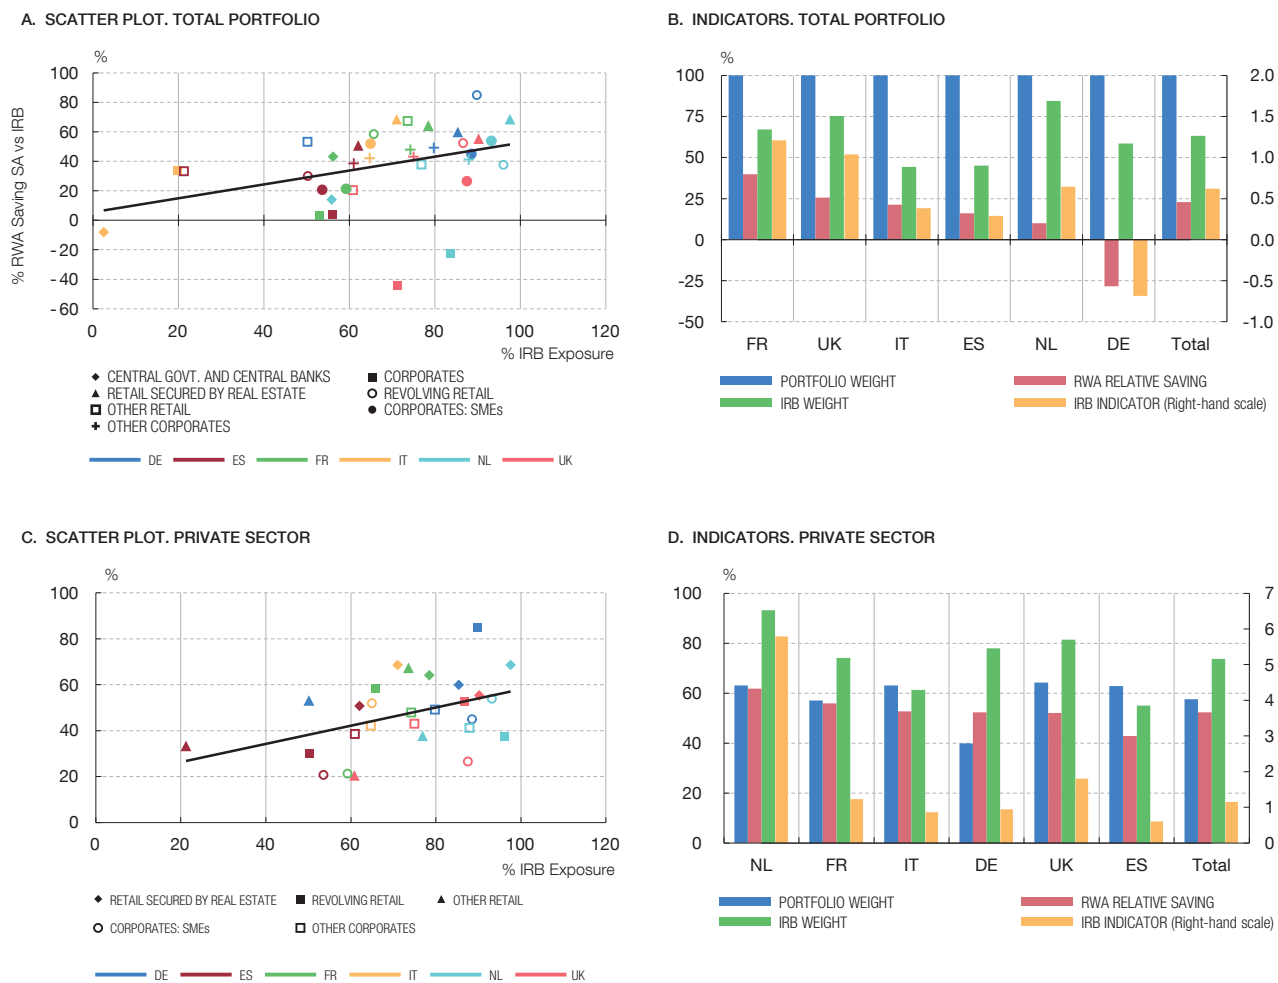 A. SCATTER PLOT. TOTAL PORTFOLIO
%
% RWA Saving SA vs IRB
100
80
60
40
20
0
-20
-40
-60
0 20 40 60 80 100 120
% IRB Exposure
CENTRAL GOVT. AND CENTRAL BANKS CORPORATES
RETAIL SECURED BY REAL ESTATE REVOLVING RETAIL
OTHER RETAIL CORPORATES: SMEs
OTHER CORPORATES
DE ES FR IT NL UK
B. INDICATORS. TOTAL PORTFOLIO
%
100 2.0
75 1.5
50 1.0
25 0.5
0 0.0
-25 -0.5
-50 -1.0
FR UK IT ES NL DE Total
PORTFOLIO WEIGHT RWA RELATIVE SAVING
IRB WEIGHT IRB INDICATOR (Right-hand scale)
C. SCATTER PLOT. PRIVATE SECTOR
%
100
80
60
40
20
0
0 20 40 60 80 100 120
% IRB Exposure
RETAIL SECURED BY REAL ESTATE REVOLVING RETAIL OTHER RETAIL
CORPORATES: SMEs OTHER CORPORATES
DE ES FR IT NL UK
D. INDICATORS. PRIVATE SECTOR
%
100 7
6
80
5
60
4
3
40
2
20
1
0 0
NL FR IT DE UK ES Total
PORTFOLIO WEIGHT RWA RELATIVE SAVING
IRB WEIGHT IRB INDICATOR (Right-hand scale)